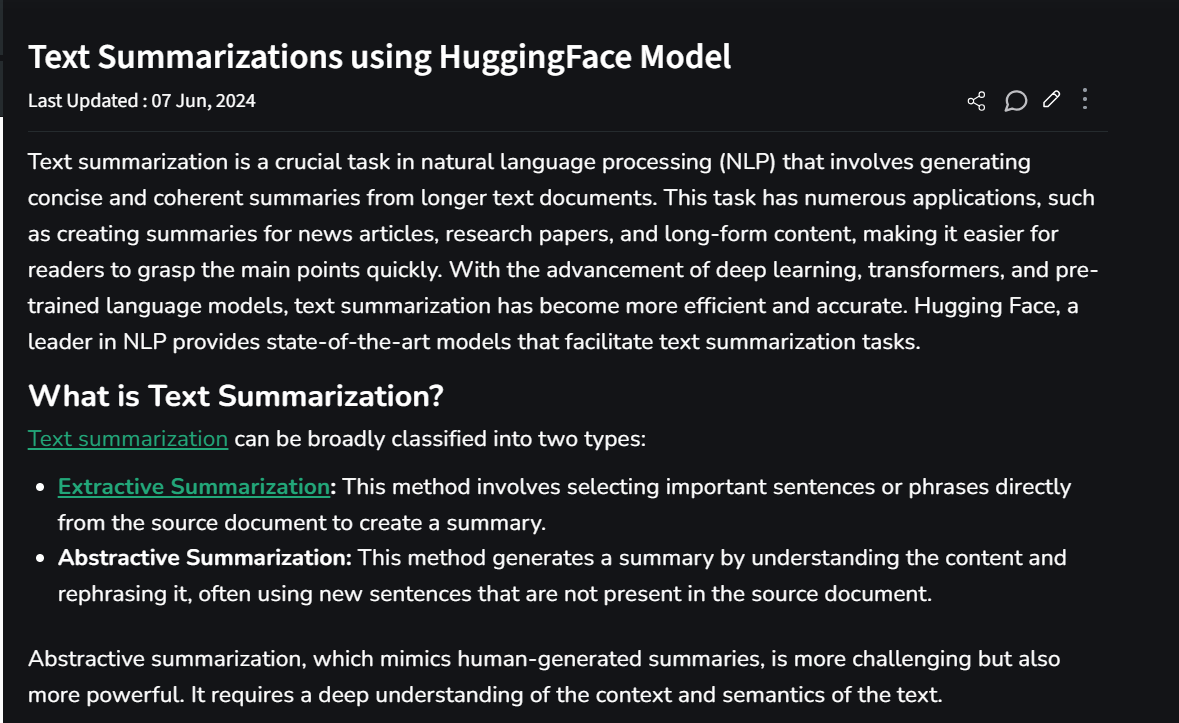 Text Summarizations using HuggingFace Model
Last Updated : 07 Jun, 2024
Text summarization is a crucial task in natural language processing (NLP) that involves generating
concise and coherent summaries from longer text documents. This task has numerous applications, such
as creating summaries for news articles, research papers, and long-form content, making it easier for
readers to grasp the main points quickly. With the advancement of deep learning, transformers, and pre-
trained language models, text summarization has become more efficient and accurate. Hugging Face, a
leader in NLP provides state-of-the-art models that facilitate text summarization tasks.
What is Text Summarization?
Text summarization can be broadly classified into two types:
• Extractive Summarization: This method involves selecting important sentences or phrases directly
from the source document to create a summary.
• Abstractive Summarization: This method generates a summary by understanding the content and
rephrasing it, often using new sentences that are not present in the source document.
Abstractive summarization, which mimics human-generated summaries, is more challenging but also
more powerful. It requires a deep understanding of the context and semantics of the text.